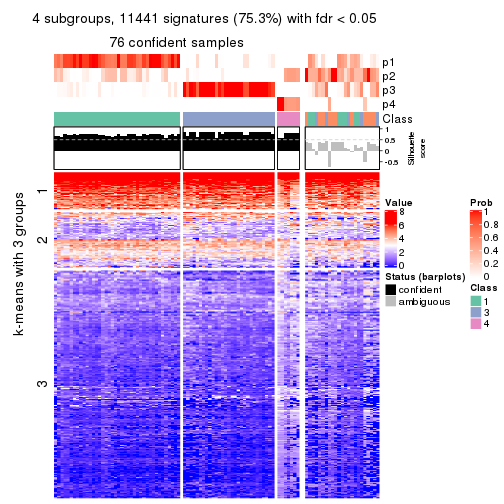 4 subgroups, 11441 signatures (75.3%) with fdr < 0.05
76 confident samples
p1
p2
p3
p4
Class
1
0.5
0
-0.5
Silhouette
score
k-means with 3 groups
1
2
3
Value
8
6
4
2
0
Status (barplots)
confident
ambiguous
Prob
1
0.8
0.6
0.4
0.2
0
Class
1
3
4